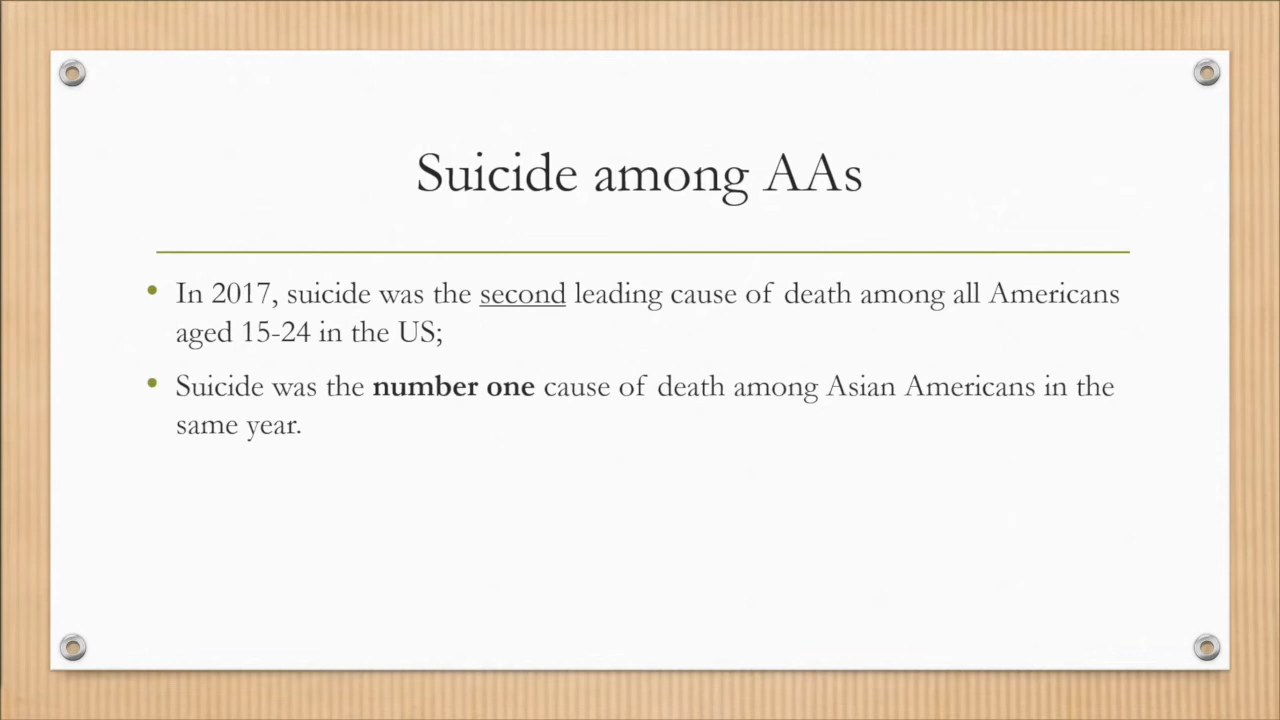 Suicide among AAs
• In 2017, suicide was the second leading cause of death among all Americans
aged 15-24 in the US;
• Suicide was the number one cause of death among Asian Americans in the
same year.